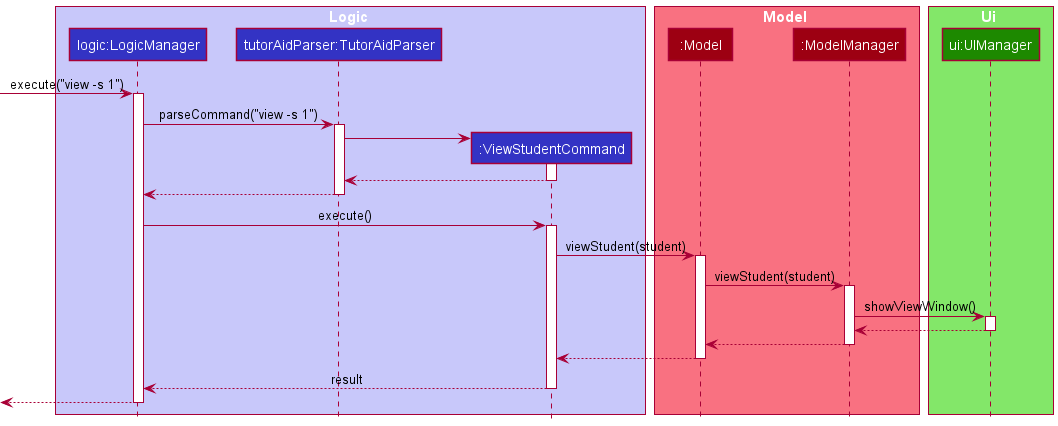 Logic
Model
Ui
logic:LogicManager
tutorAidParser:TutorAidParser
:Model
:ModelManager
ui:UIManager
execute("view -s 1")
parseCommand("view -s 1")
:ViewStudentCommand
execute()
viewStudent(student)
viewStudent(student)
showViewWindow()
result